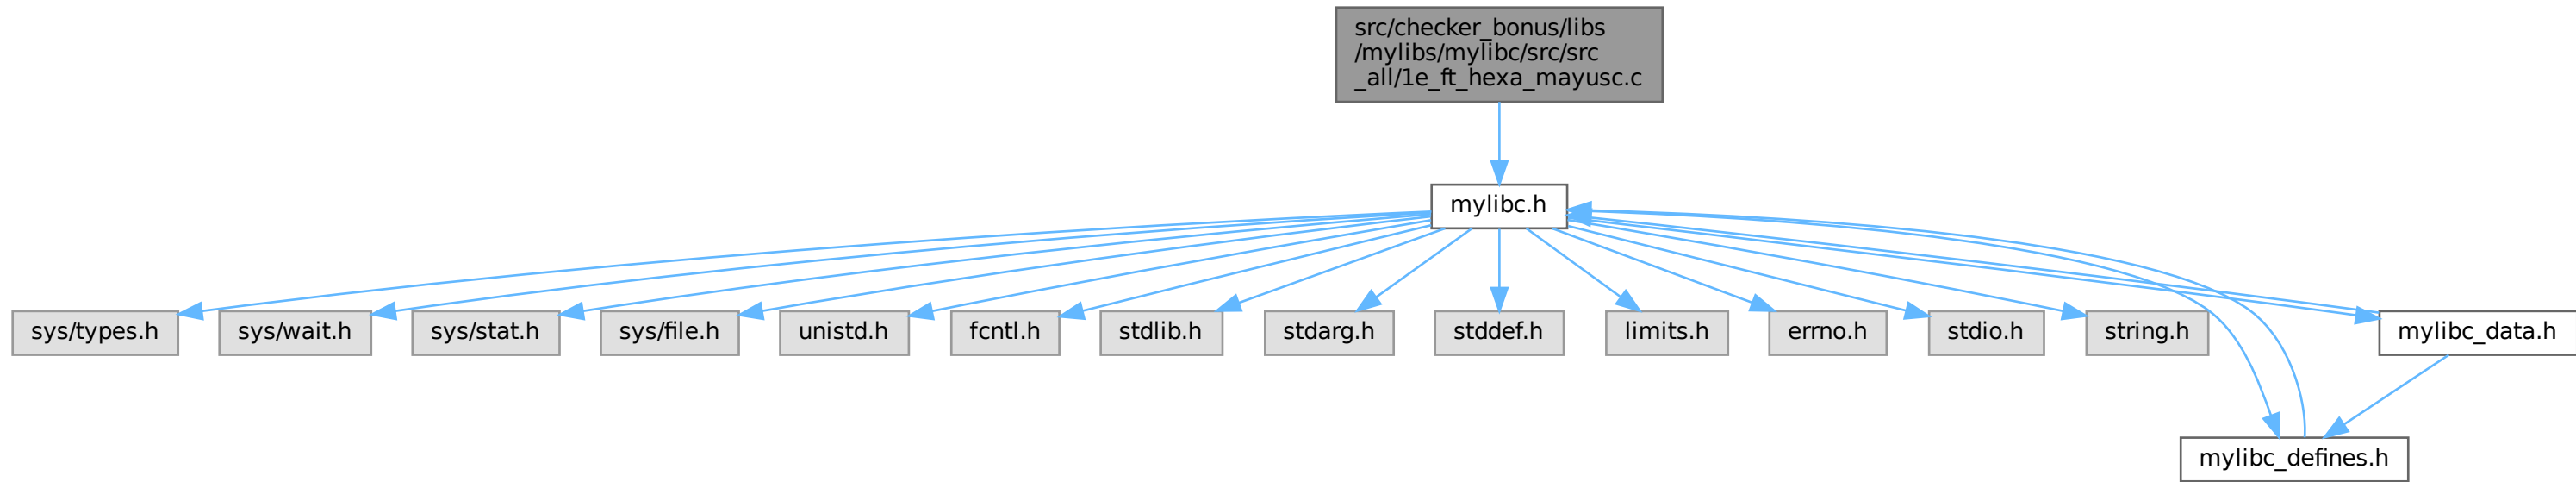 src/checker_bonus/libs
/mylibs/mylibc/src/src
_all/1e_ft_hexa_mayusc.c
mylibc.h
sys/types.h
sys/wait.h
sys/stat.h
sys/file.h
unistd.h
fcntl.h
stdlib.h
stdarg.h
stddef.h
limits.h
errno.h
stdio.h
string.h
mylibc_data.h
mylibc_defines.h